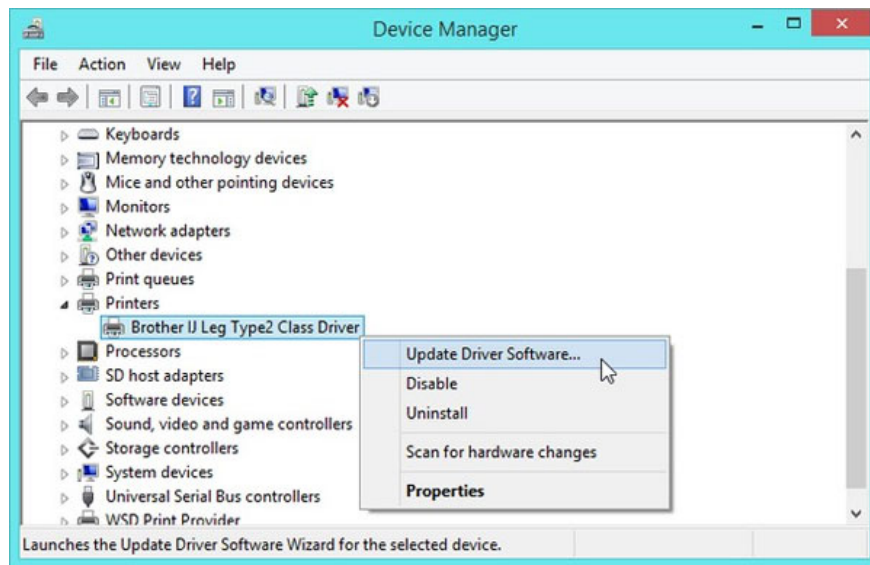 Device Manager
File Action View Help
Keyboards
Memory technology devices
Mice and other pointing devices
Monitors
Network adapters
Other devices
Print queues
Printers
Brother IJ Leg Type2 Class Driver
Processors
Update Driver Software...
SD host adapters
Disable
Software devices
Uninstall
Sound, video and game controllers
Storage controllers
Scan for hardware changes
System devices
Universal Serial Bus controllers
Properties
WSD Print Provider
Launches the Update Driver Software Wizard for the selected device.